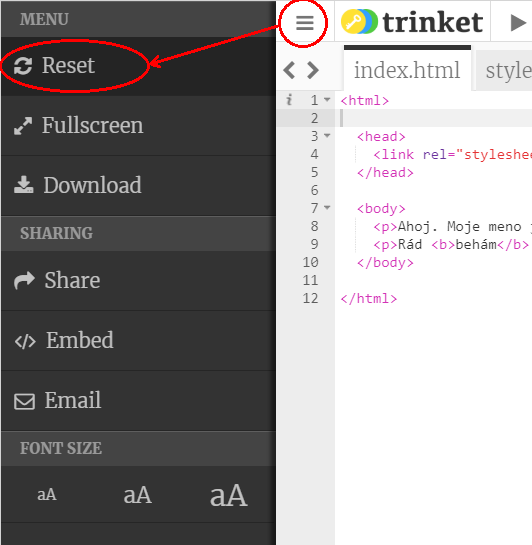 MENU
Reset
Fullscreen
Download
SHARING
Share
Embed
Email
FONT SIZE
aA aA aA
trinket
index.html style
i 1 <html>
2
3 <head>
4 <link rel="styleshee
5 </head>
6
7 <body>
8 <p>Ahoj. Moje meno j
9 <p>Rád <b>behám</b>
10 </body>
11
12 </html>